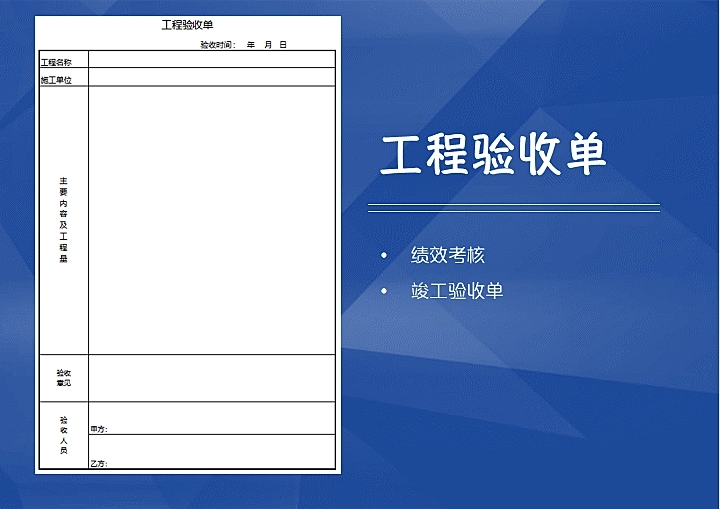 工程验收单
验收时间： 年 月 日
工程名称
施工单位
主要内容及工程量
验收
意见
验收人员
甲方：
乙方：
工程验收单
• 绩效考核
• 竣工验收单